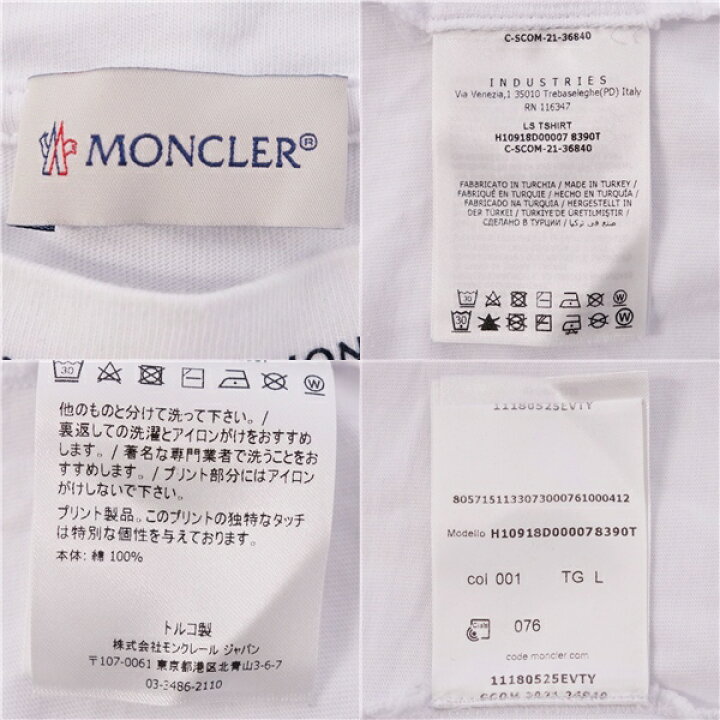 MONCLER®
MON
C-SCOM-21-36840
INDUSTRIES
Via Venezia,1 35010 Trebaseleghe(PD) Italy
RN 116347
LS TSHIRT
H10918D00007 8390T
C-SCOM-21-36840
FABBRICATO IN TURCHIA / MADE IN TURKEY /
FABRIQUÉ EN TURQUIE / HECHO EN TURQUÍA /
FABRICADO NA TURQUIA / HERGESTELLT IN
DER TÜRKEI / TÜRKİYE'DE ÜRETİLMİŞTİR /
СДЕЛАНО В ТУРЦИИ / صنع في تركيا
30
30
30
他のものと分けて洗って下さい。/
裏返しての洗濯とアイロンがけをおすすめ
します。/ 著名な専門業者で洗うことをお
すすめします。/ プリント部分にはアイロン
がけしないで下さい。
プリント製品。このプリントの独特なタッチ
は特別な個性を与えております。
本体: 綿 100%
トルコ製
株式会社モンクレール ジャパン
〒107-0061 東京都港区北青山3-6-7
03-3486-2110
11180525EVTY
8057151133073000761000412
Modello H10918D000078390T
col 001 TG L
076
code.moncler.com
11180525EVTY